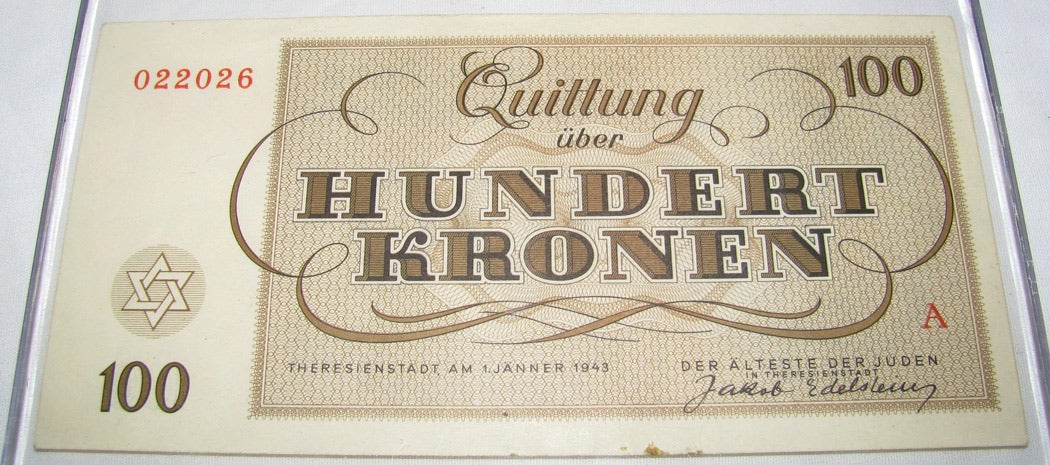 022026
100
Quittung
über
HUNDERT
KRONEN
A
THERESIENSTADT AM 1. JÄNNER 1943
DER ÄLTESTE DER JUDEN
IN THERESIENSTADT
Jakob Edelstein
100